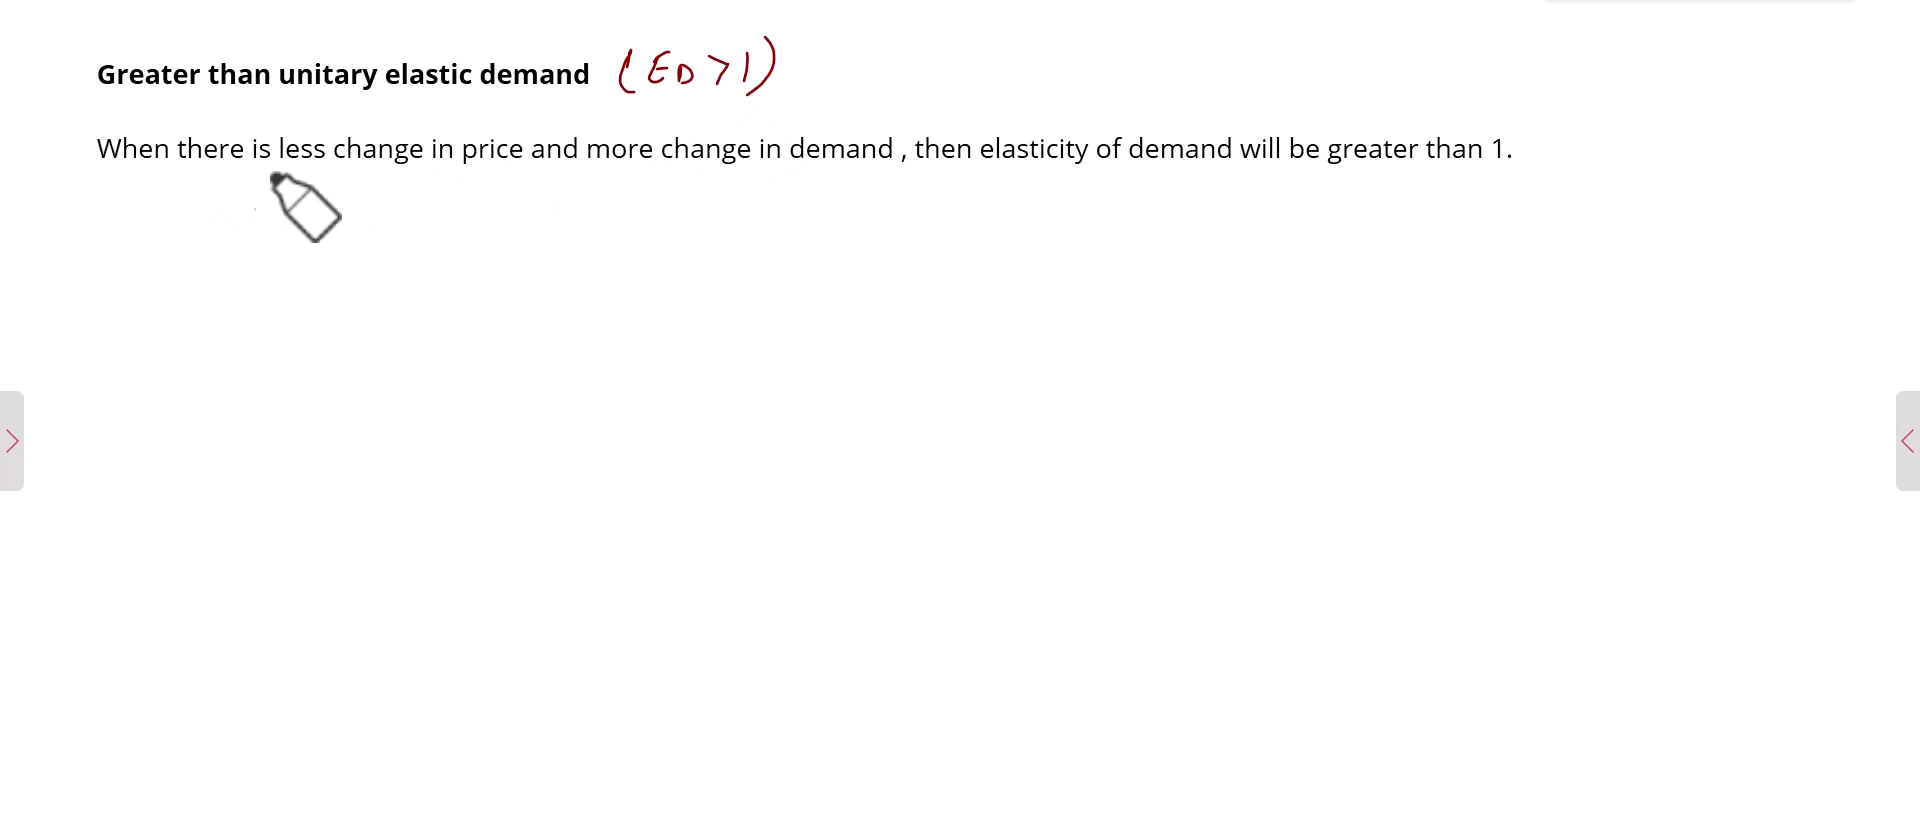 Greater than unitary elastic demand (ED>1)
When there is less change in price and more change in demand , then elasticity of demand will be greater than 1.